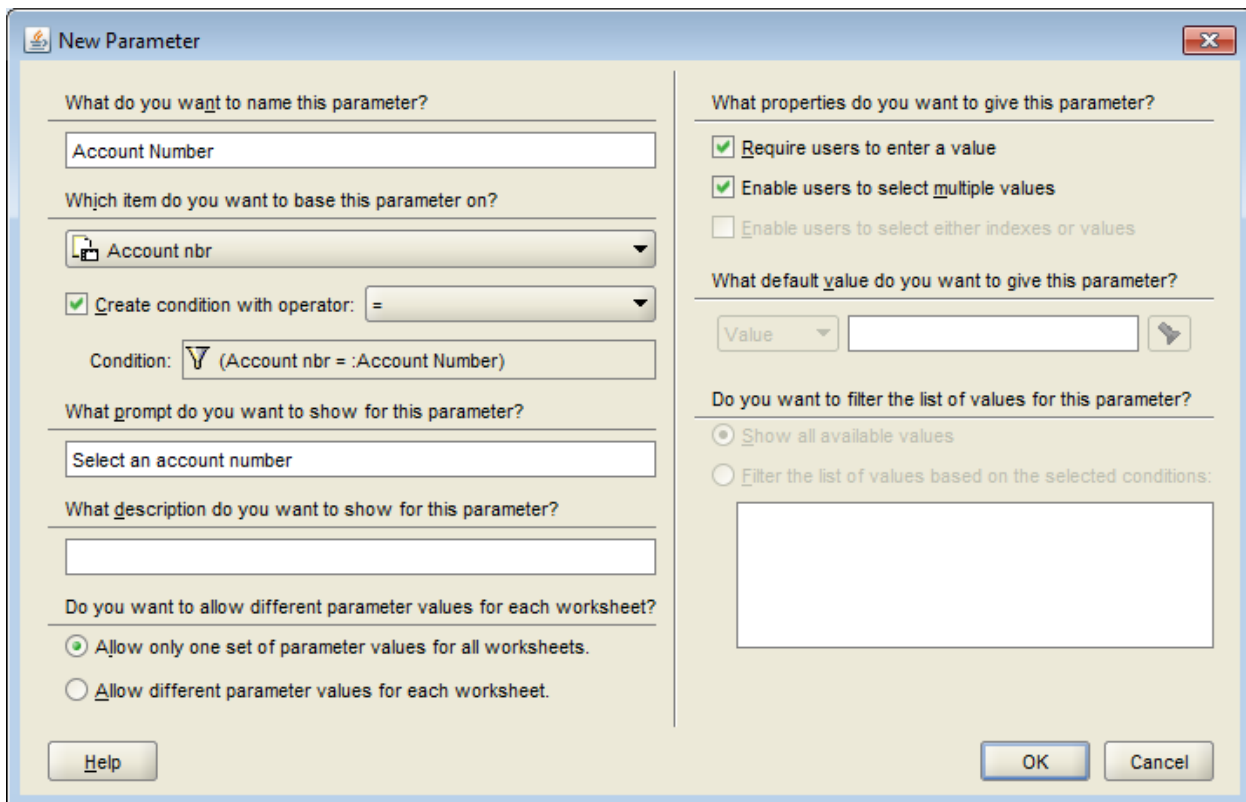 New Parameter
What do you want to name this parameter?
Account Number
Which item do you want to base this parameter on?
Account nbr
Create condition with operator: =
Condition: (Account nbr = :Account Number)
What prompt do you want to show for this parameter?
Select an account number
What description do you want to show for this parameter?
Do you want to allow different parameter values for each worksheet?
Allow only one set of parameter values for all worksheets.
Allow different parameter values for each worksheet.
What properties do you want to give this parameter?
Require users to enter a value
Enable users to select multiple values
Enable users to select either indexes or values
What default value do you want to give this parameter?
Value
Do you want to filter the list of values for this parameter?
Show all available values
Filter the list of values based on the selected conditions:
Help
OK
Cancel